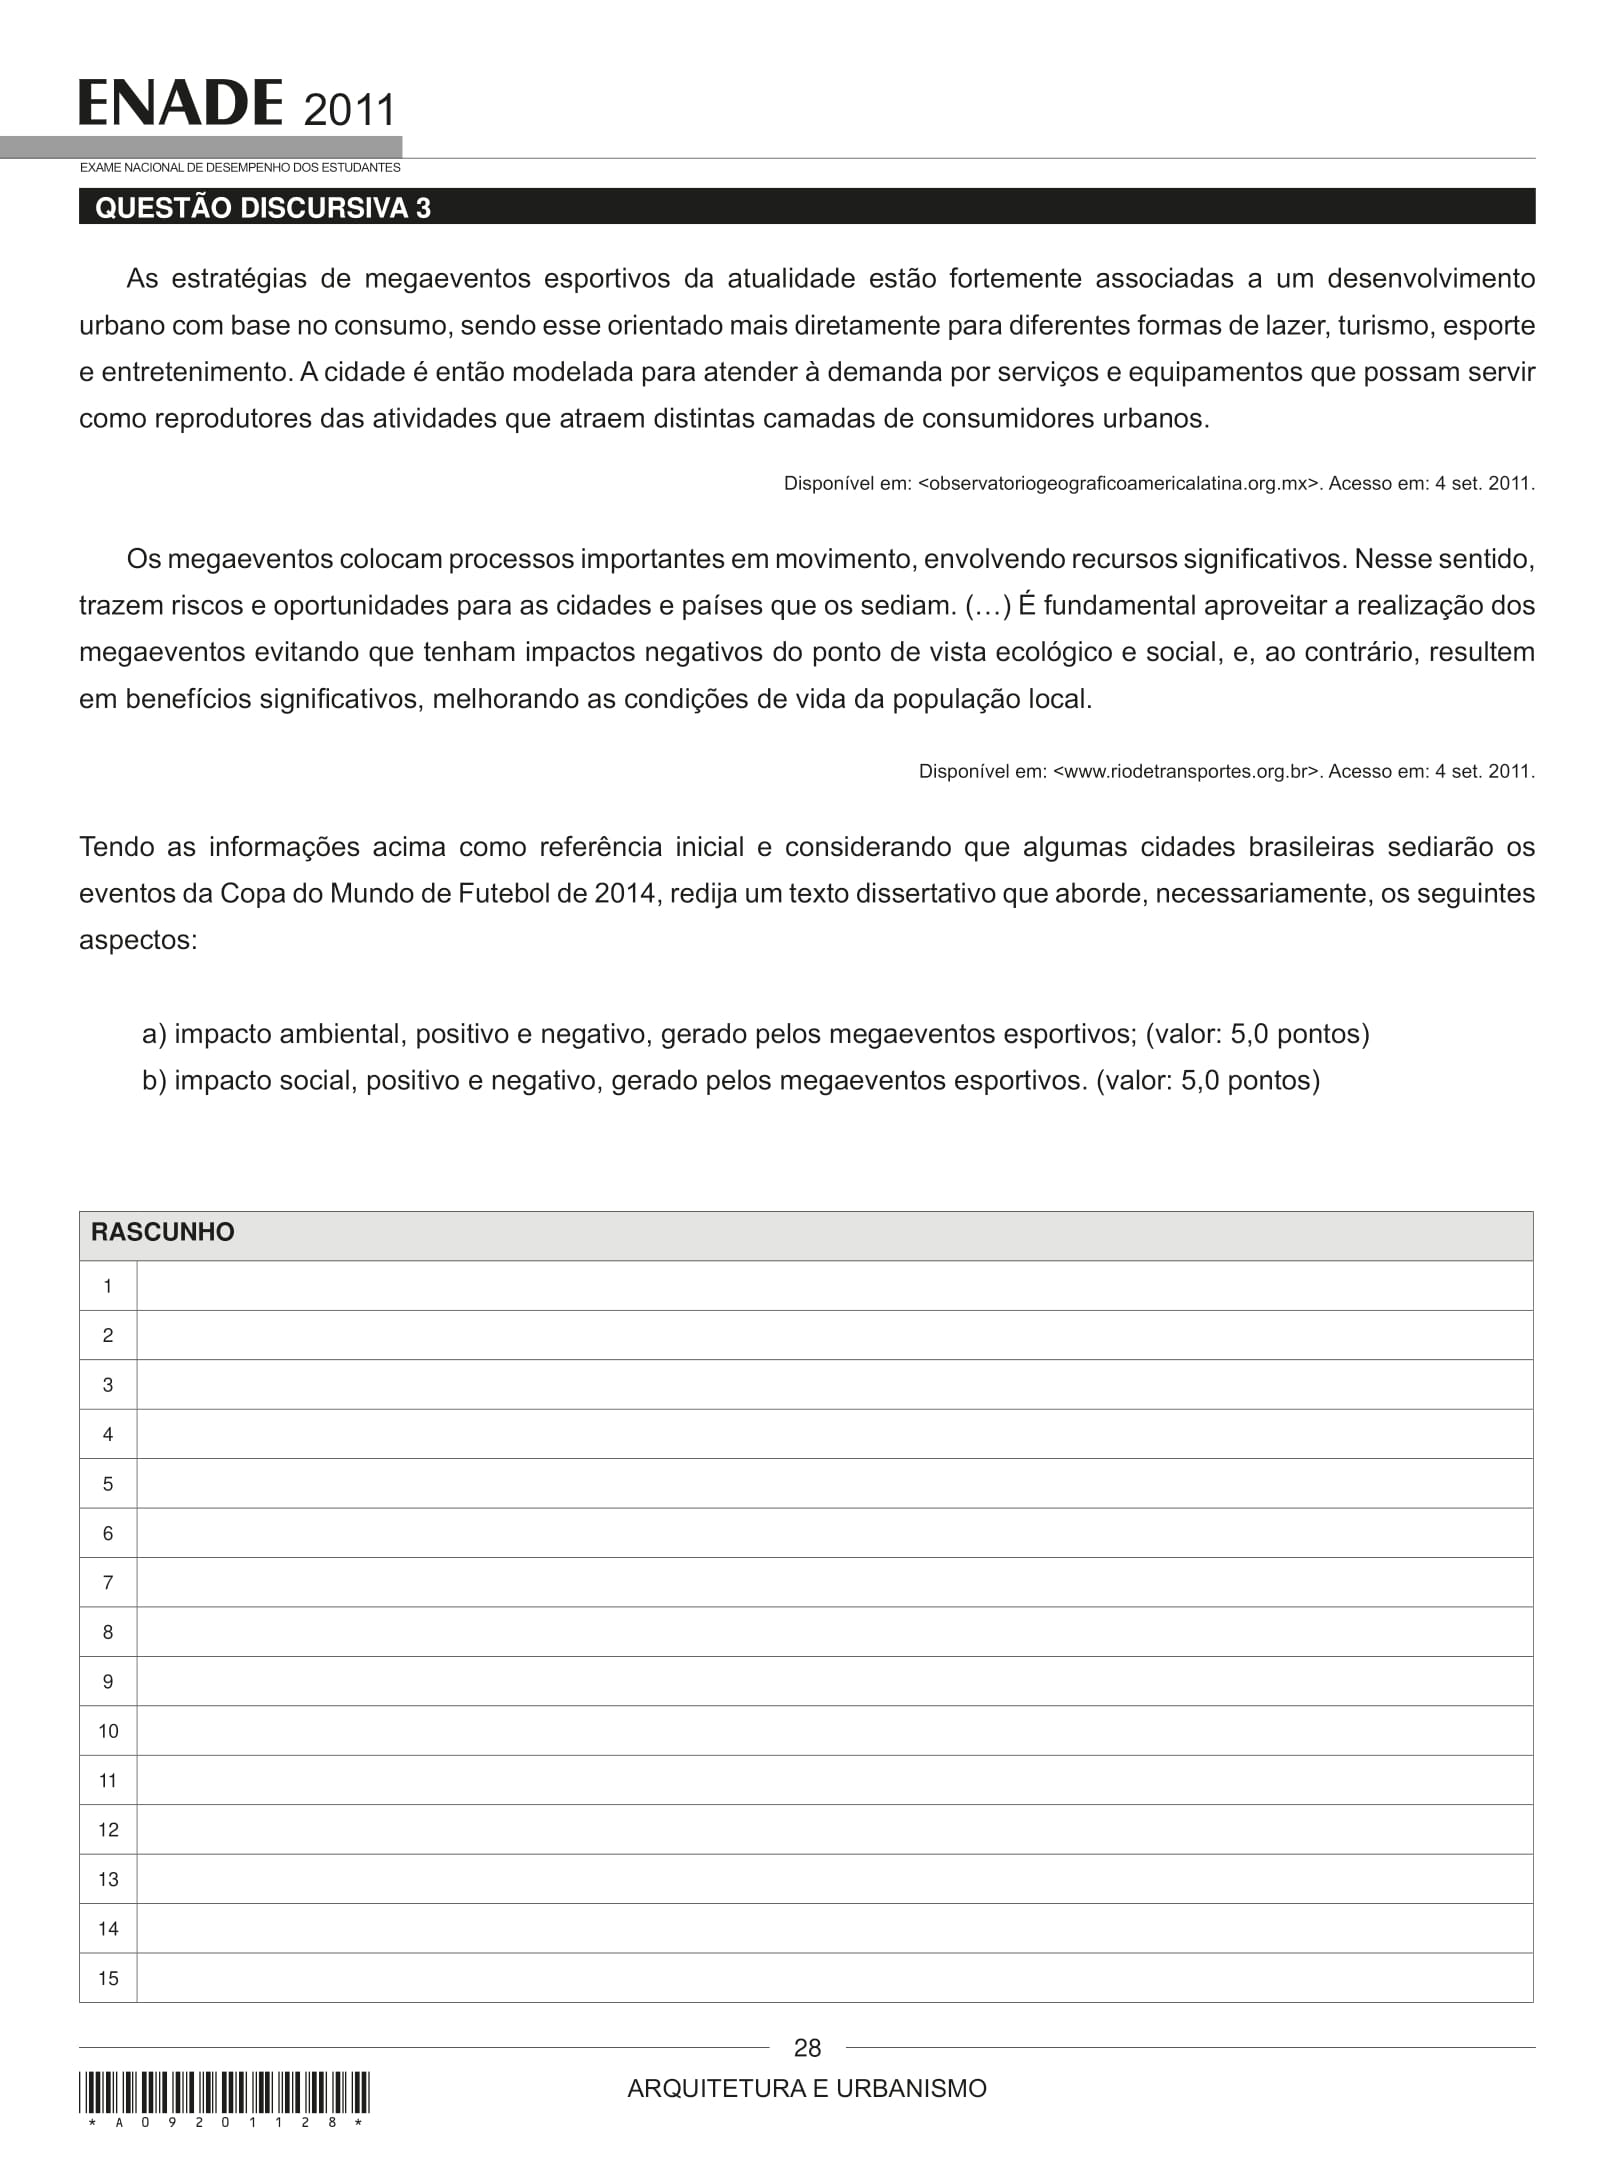 ENADE 2011
EXAME NACIONAL DE DESEMPENHO DOS ESTUDANTES
QUESTÃO DISCURSIVA 3
As estratégias de megaeventos esportivos da atualidade estão fortemente associadas a um desenvolvimento
urbano com base no consumo, sendo esse orientado mais diretamente para diferentes formas de lazer, turismo, esporte
e entretenimento. A cidade é então modelada para atender à demanda por serviços e equipamentos que possam servir
como reprodutores das atividades que atraem distintas camadas de consumidores urbanos.
Disponível em: <observatoriogeograficoamericalatina.org.mx>. Acesso em: 4 set. 2011.
Os megaeventos colocam processos importantes em movimento, envolvendo recursos significativos. Nesse sentido,
trazem riscos e oportunidades para as cidades e países que os sediam. (…) É fundamental aproveitar a realização dos
megaeventos evitando que tenham impactos negativos do ponto de vista ecológico e social, e, ao contrário, resultem
em benefícios significativos, melhorando as condições de vida da população local.
Disponível em: <www.riodetransportes.org.br>. Acesso em: 4 set. 2011.
Tendo as informações acima como referência inicial e considerando que algumas cidades brasileiras sediarão os
eventos da Copa do Mundo de Futebol de 2014, redija um texto dissertativo que aborde, necessariamente, os seguintes
aspectos:
a) impacto ambiental, positivo e negativo, gerado pelos megaeventos esportivos; (valor: 5,0 pontos)
b) impacto social, positivo e negativo, gerado pelos megaeventos esportivos. (valor: 5,0 pontos)
RASCUNHO
1
2
3
4
5
6
7
8
9
10
11
12
13
14
15
28
ARQUITETURA E URBANISMO
* A 0 9 2 0 1 1 2 8 *